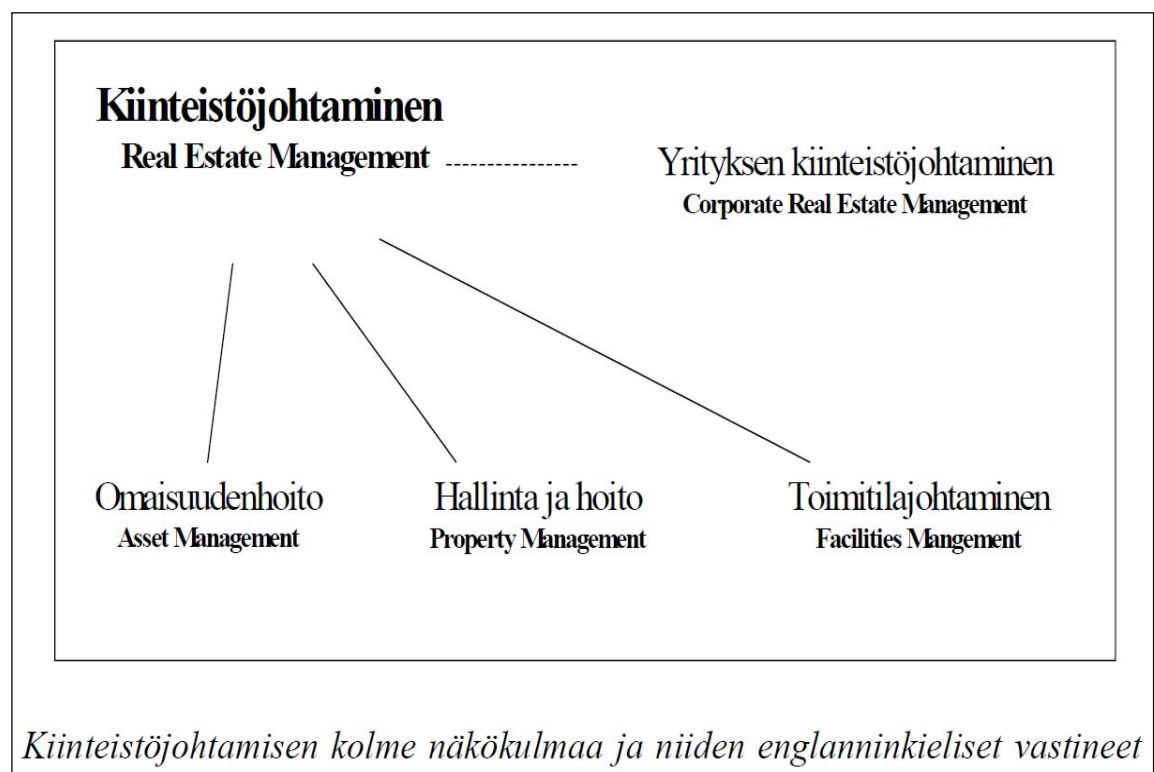 Kiinteistöjohtaminen
Real Estate Management
Yrityksen kiinteistöjohtaminen
Corporate Real Estate Management
Omaisuudenhoito
Asset Management
Hallinta ja hoito
Property Management
Toimitilajohtaminen
Facilities Mangement
Kiinteistöjohtamisen kolme näkökulmaa ja niiden englanninkieliset vastineet